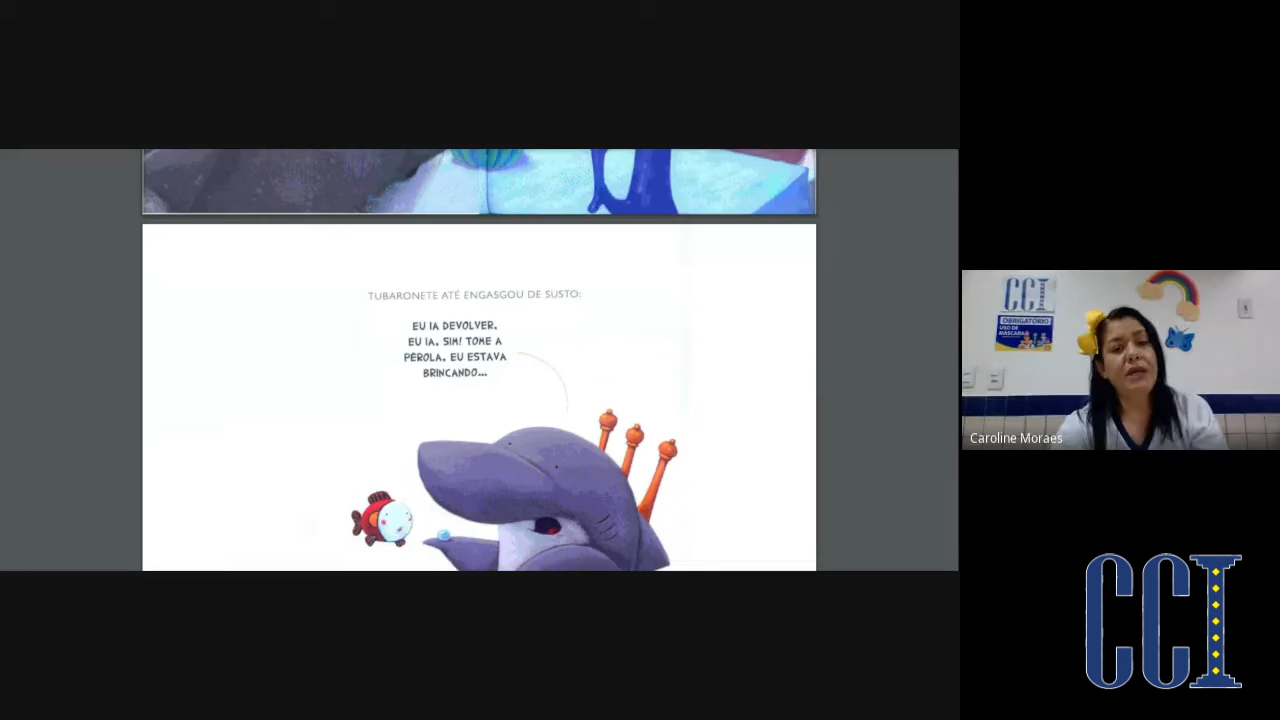 TUBARONETE ATÉ ENGASGOU DE SUSTO:
EU IA DEVOLVER,
EU IA, SIM! TOME A
PÉROLA, EU ESTAVA
BRINCANDO...
CCI
OBRIGATÓRIO
USO DE
MÁSCARA
Caroline Moraes
CCI